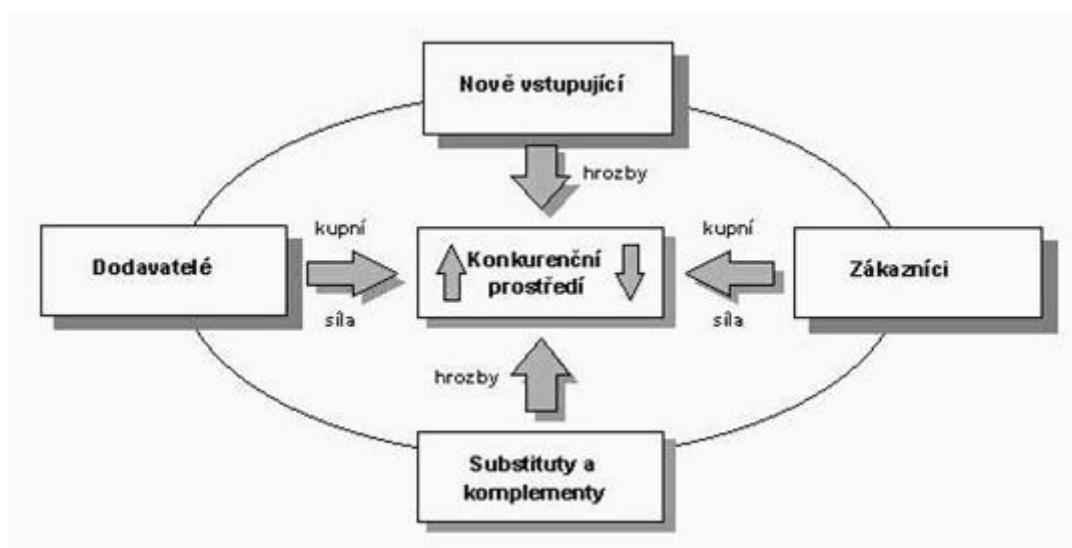 Nově vstupující
hrozby
kupní
síla
Dodavatelé
Konkurenční
prostředí
kupní
síla
Zákazníci
hrozby
Substituty a
komplementy